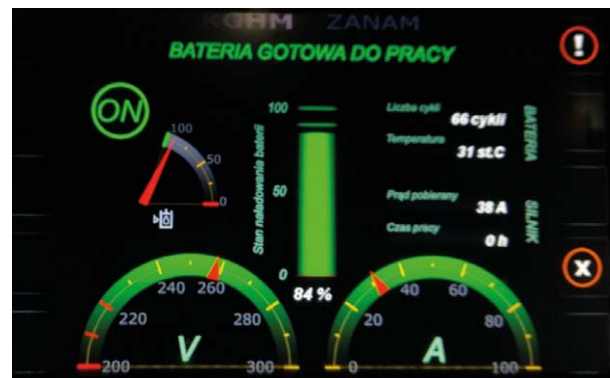 KGHM ZANAM
BATERIA GOTOWA DO PRACY
!
ON
100
50
0
Stan naładowania baterii
100
50
0
84 %
Liczba cykli
66 cykli
Temperatura
31 st.C
BATERIA
Prąd pobierany
38 A
Czas pracy
0 h
SILNIK
X
200
220
240
260
280
300
V
0
20
40
60
80
100
A